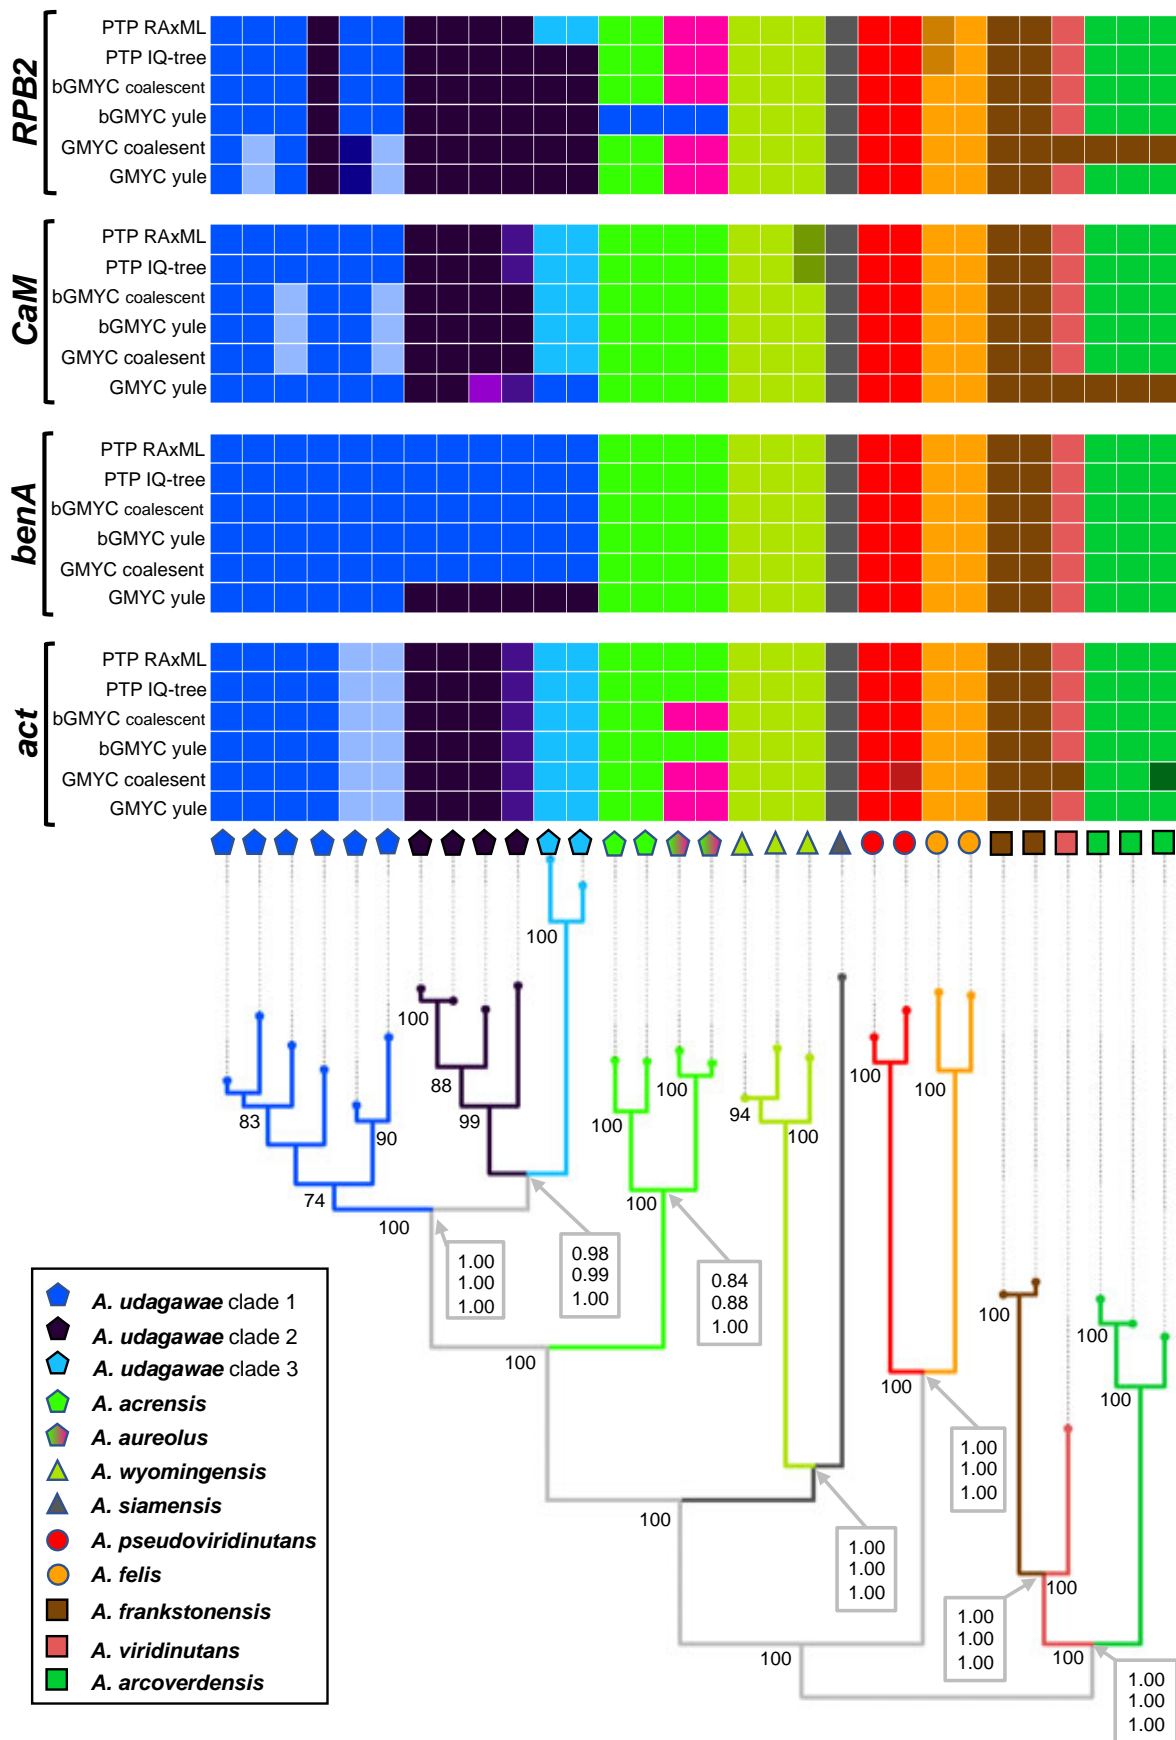 RPB2
PTP RAxML
PTP IQ-tree
bGMYC coalescent
bGMYC yule
GMYC coalesent
GMYC yule
CaM
PTP RAxML
PTP IQ-tree
bGMYC coalescent
bGMYC yule
GMYC coalesent
GMYC yule
benA
PTP RAxML
PTP IQ-tree
bGMYC coalescent
bGMYC yule
GMYC coalesent
GMYC yule
act
PTP RAxML
PTP IQ-tree
bGMYC coalescent
bGMYC yule
GMYC coalesent
GMYC yule
100
100
88
83
99
90
74
100
100
100
100
94
100
100
100
100
100
100
100
100
100
100
100
100
100
1.00
1.00
1.00
0.98
0.99
1.00
0.84
0.88
1.00
1.00
1.00
1.00
1.00
1.00
1.00
1.00
1.00
1.00
1.00
1.00
1.00
A. udagawae clade 1
A. udagawae clade 2
A. udagawae clade 3
A. acrensis
A. aureolus
A. wyomingensis
A. siamensis
A. pseudoviridinutans
A. felis
A. frankstonensis
A. viridinutans
A. arcoverdensis